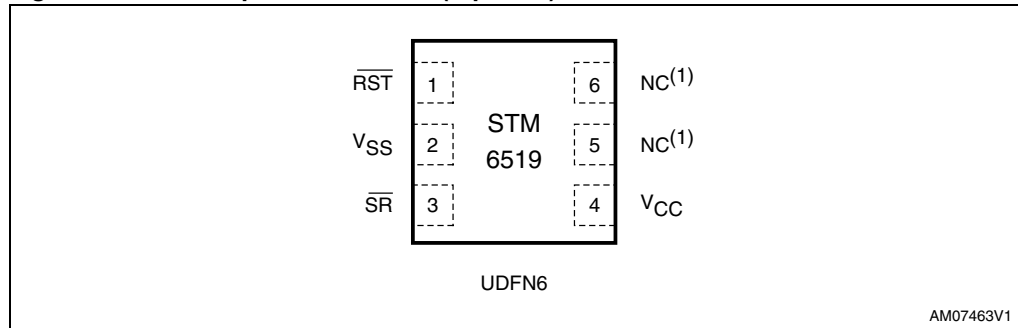 RST 1 6 NC(1)
STM
VSS 2 5 NC(1)
6519
SR 3 4 VCC
UDFN6
AM07463V1